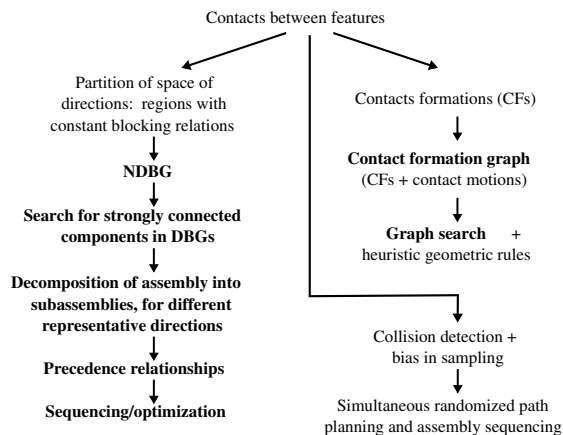 Contacts between features
Partition of space of
directions: regions with
constant blocking relations
NDBG
Search for strongly connected
components in DBGs
Decomposition of assembly into
subassemblies, for different
representative directions
Precedence relationships
Sequencing/optimization
Contacts formations (CFs)
Contact formation graph
(CFs + contact motions)
Graph search +
heuristic geometric rules
Collision detection +
bias in sampling
Simultaneous randomized path
planning and assembly sequencing